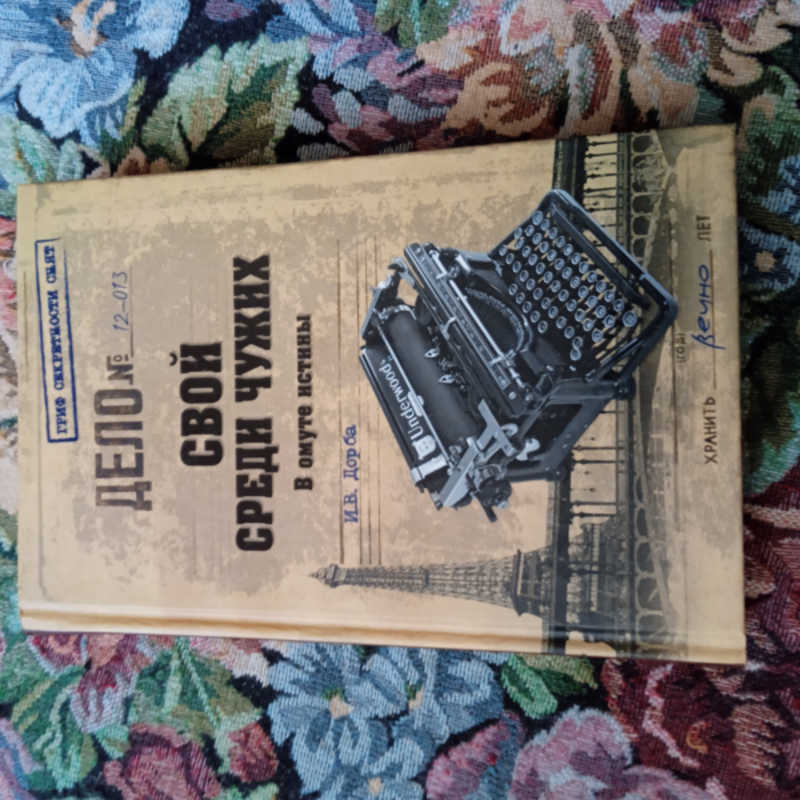 ГРИФ СЕКРЕТНОСТИ СНЯТ
ДЕЛО № 12-013
СВОЙ
СРЕДИ ЧУЖИХ
В омуте истины
И.В. Дорба
Underwood
ХРАНИТЬ вечно ЛЕТ